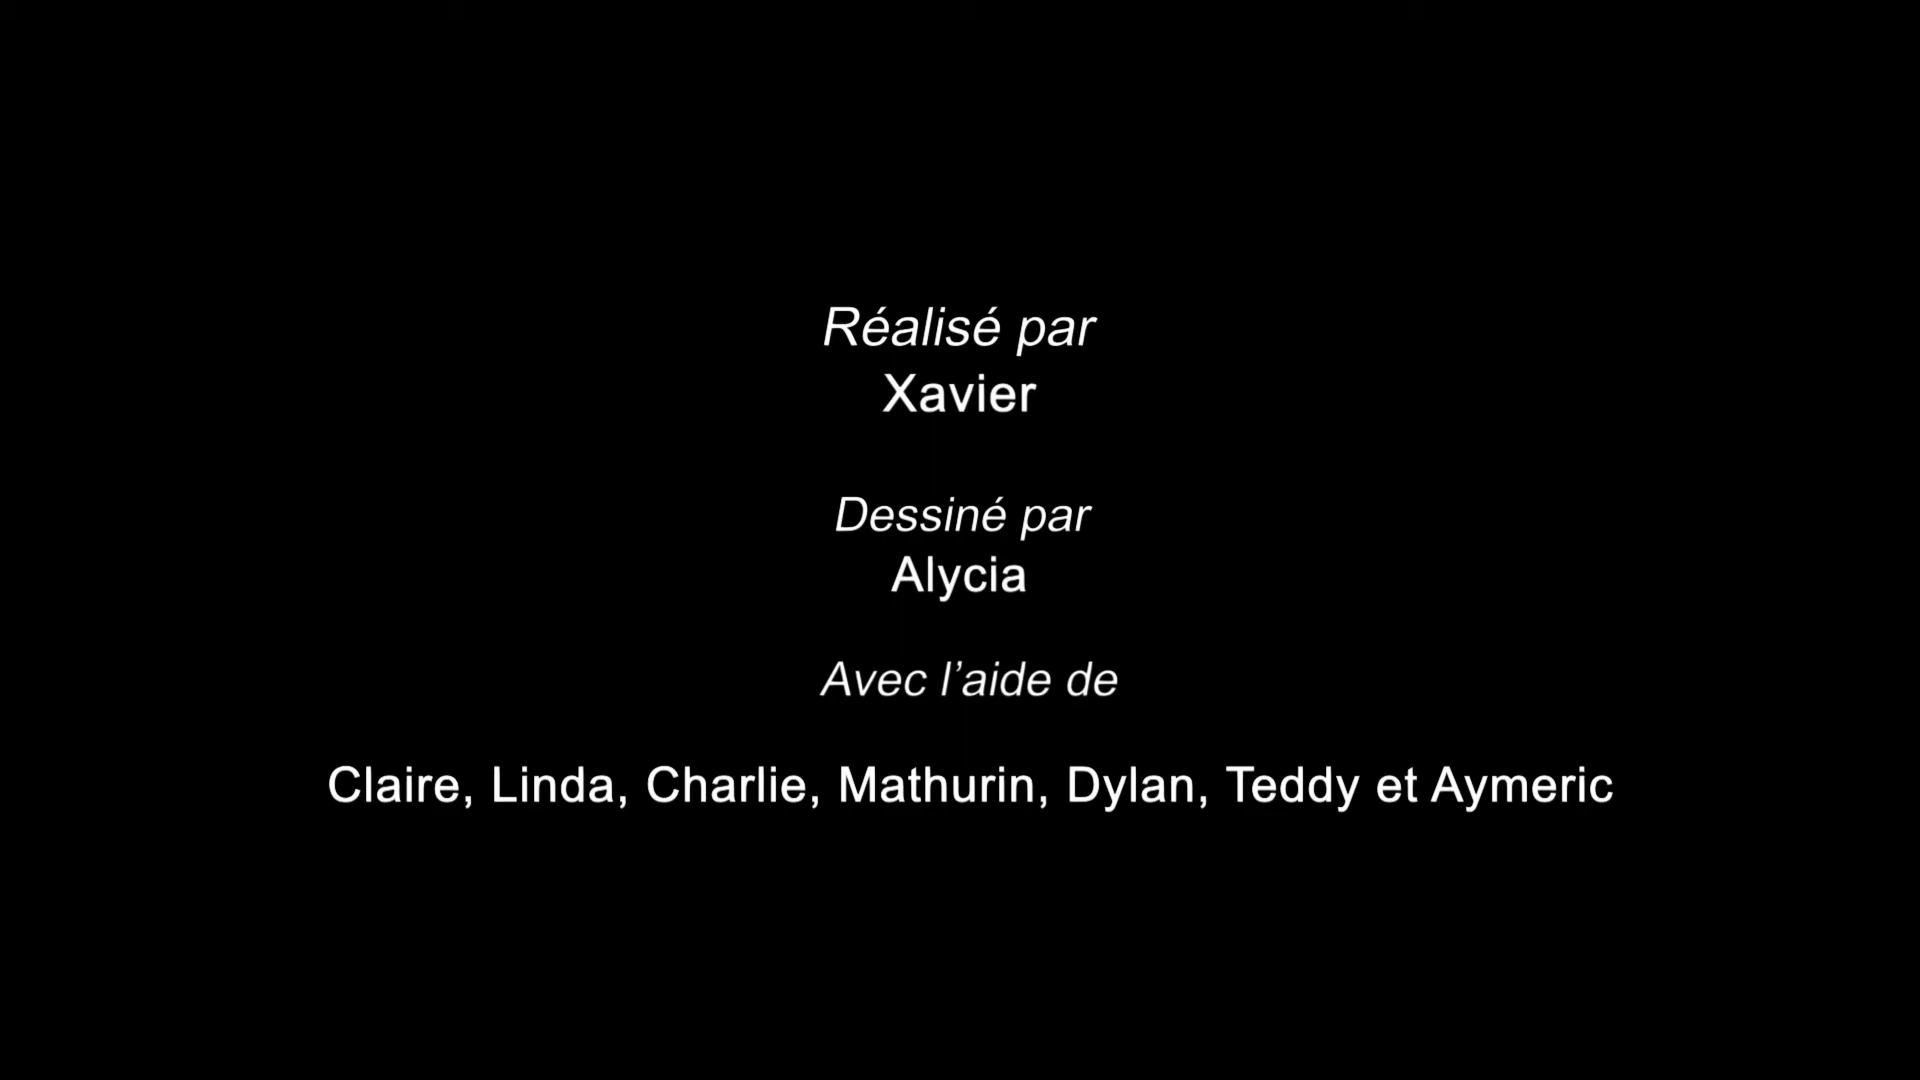 Réalisé par
Xavier
Dessiné par
Alycia
Avec l’aide de
Claire, Linda, Charlie, Mathurin, Dylan, Teddy et Aymeric